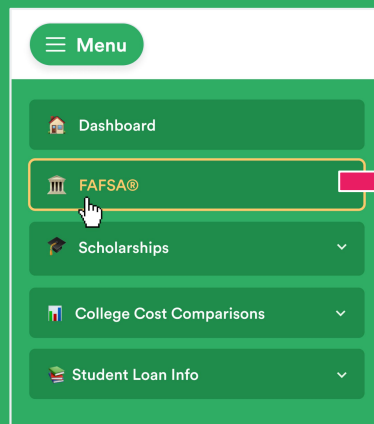 Menu
Dashboard
FAFSA®
Scholarships
College Cost Comparisons
Student Loan Info